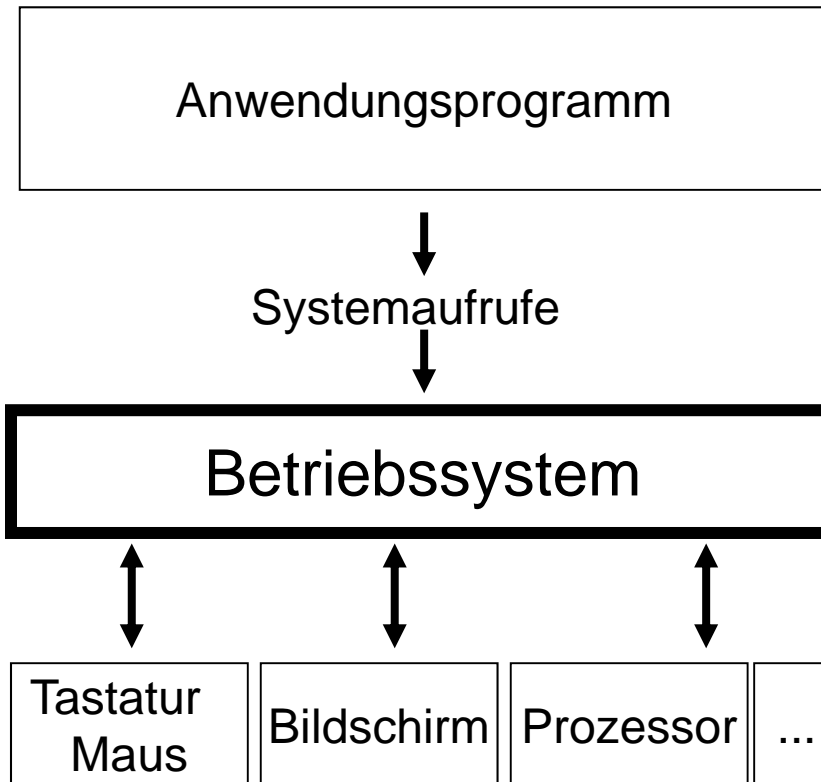 Anwendungsprogramm
Systemaufrufe
Betriebssystem
Tastatur
Maus
Bildschirm
Prozessor
...